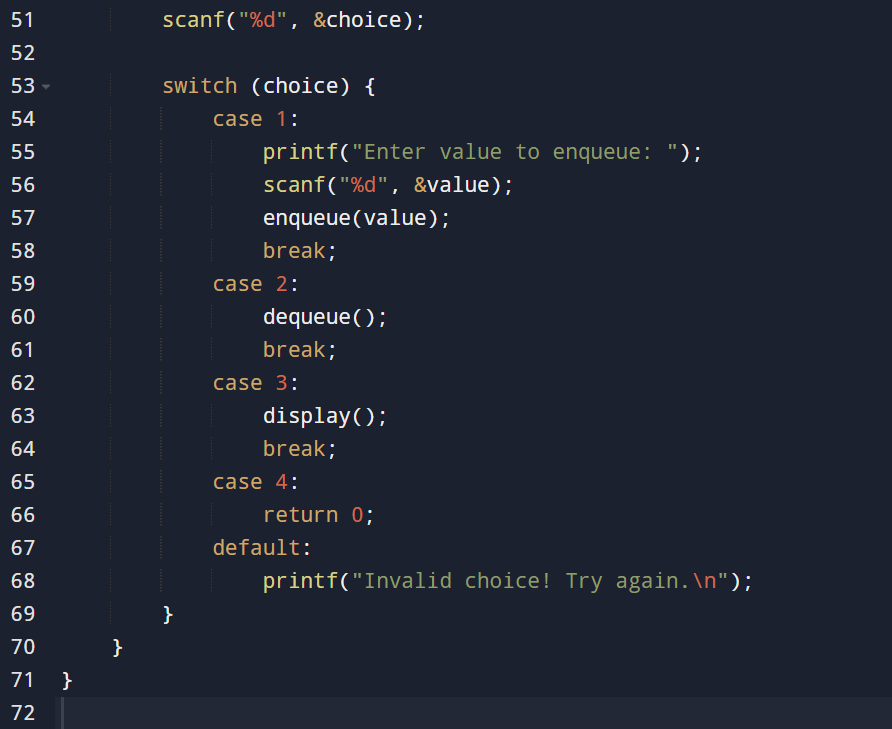 51         scanf("%d", &choice);
52
53         switch (choice) {
54             case 1:
55                 printf("Enter value to enqueue: ");
56                 scanf("%d", &value);
57                 enqueue(value);
58                 break;
59             case 2:
60                 dequeue();
61                 break;
62             case 3:
63                 display();
64                 break;
65             case 4:
66                 return 0;
67             default:
68                 printf("Invalid choice! Try again.\n");
69         }
70     }
71 }
72